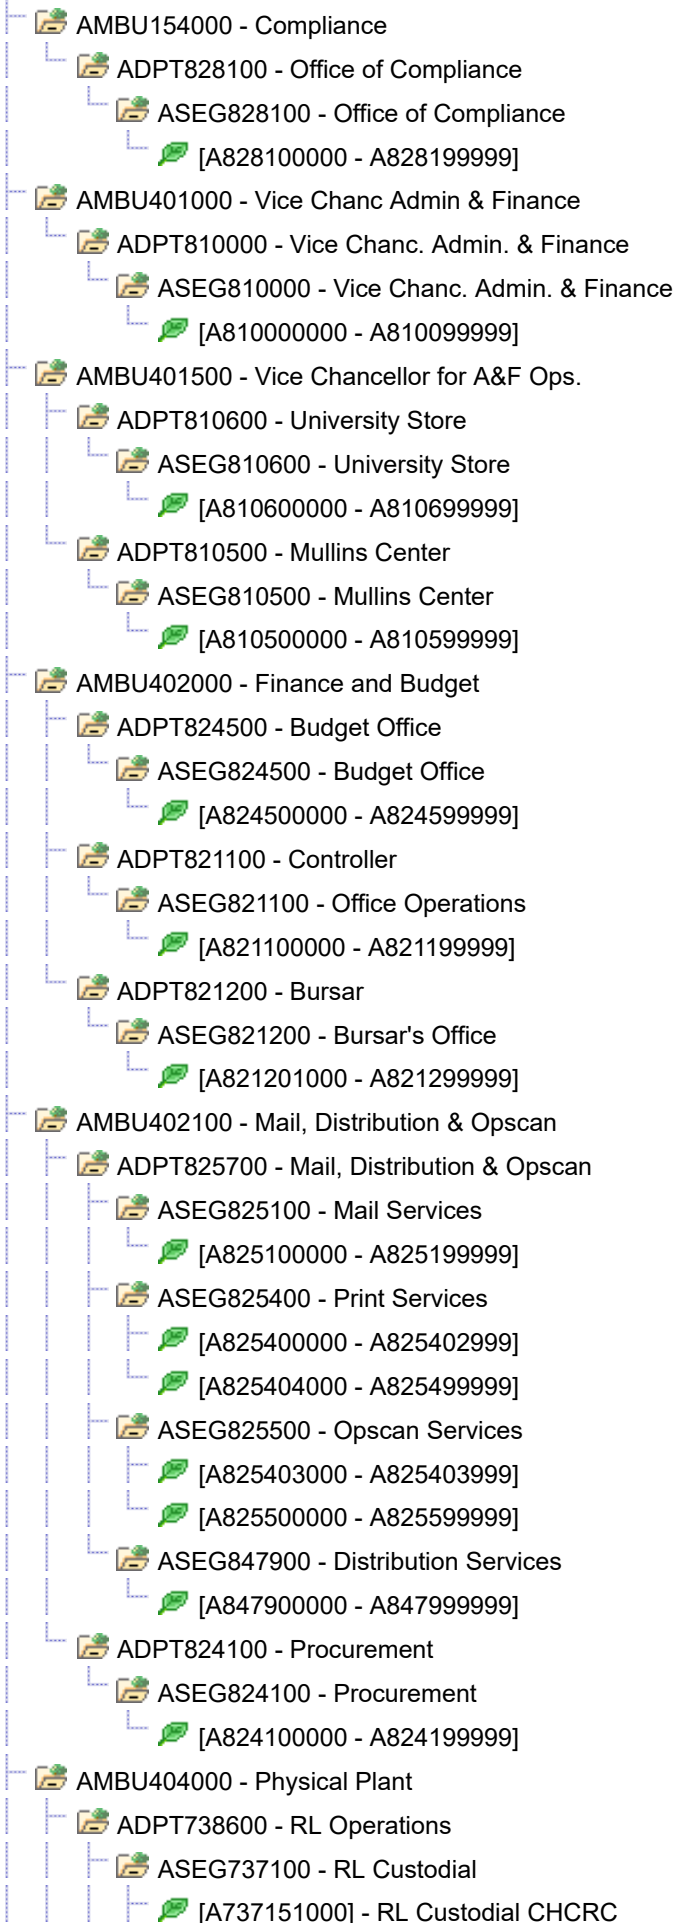 AMBU154000 - Compliance
ADPT828100 - Office of Compliance
ASEG828100 - Office of Compliance
[A828100000 - A828199999]
AMBU401000 - Vice Chanc Admin & Finance
ADPT810000 - Vice Chanc. Admin. & Finance
ASEG810000 - Vice Chanc. Admin. & Finance
[A810000000 - A810099999]
AMBU401500 - Vice Chancellor for A&F Ops.
ADPT810600 - University Store
ASEG810600 - University Store
[A810600000 - A810699999]
ADPT810500 - Mullins Center
ASEG810500 - Mullins Center
[A810500000 - A810599999]
AMBU402000 - Finance and Budget
ADPT824500 - Budget Office
ASEG824500 - Budget Office
[A824500000 - A824599999]
ADPT821100 - Controller
ASEG821100 - Office Operations
[A821100000 - A821199999]
ADPT821200 - Bursar
ASEG821200 - Bursar's Office
[A821201000 - A821299999]
AMBU402100 - Mail, Distribution & Opscan
ADPT825700 - Mail, Distribution & Opscan
ASEG825100 - Mail Services
[A825100000 - A825199999]
ASEG825400 - Print Services
[A825400000 - A825402999]
[A825404000 - A825499999]
ASEG825500 - Opscan Services
[A825403000 - A825403999]
[A825500000 - A825599999]
ASEG847900 - Distribution Services
[A847900000 - A847999999]
ADPT824100 - Procurement
ASEG824100 - Procurement
[A824100000 - A824199999]
AMBU404000 - Physical Plant
ADPT738600 - RL Operations
ASEG737100 - RL Custodial
[A737151000] - RL Custodial CHCRC